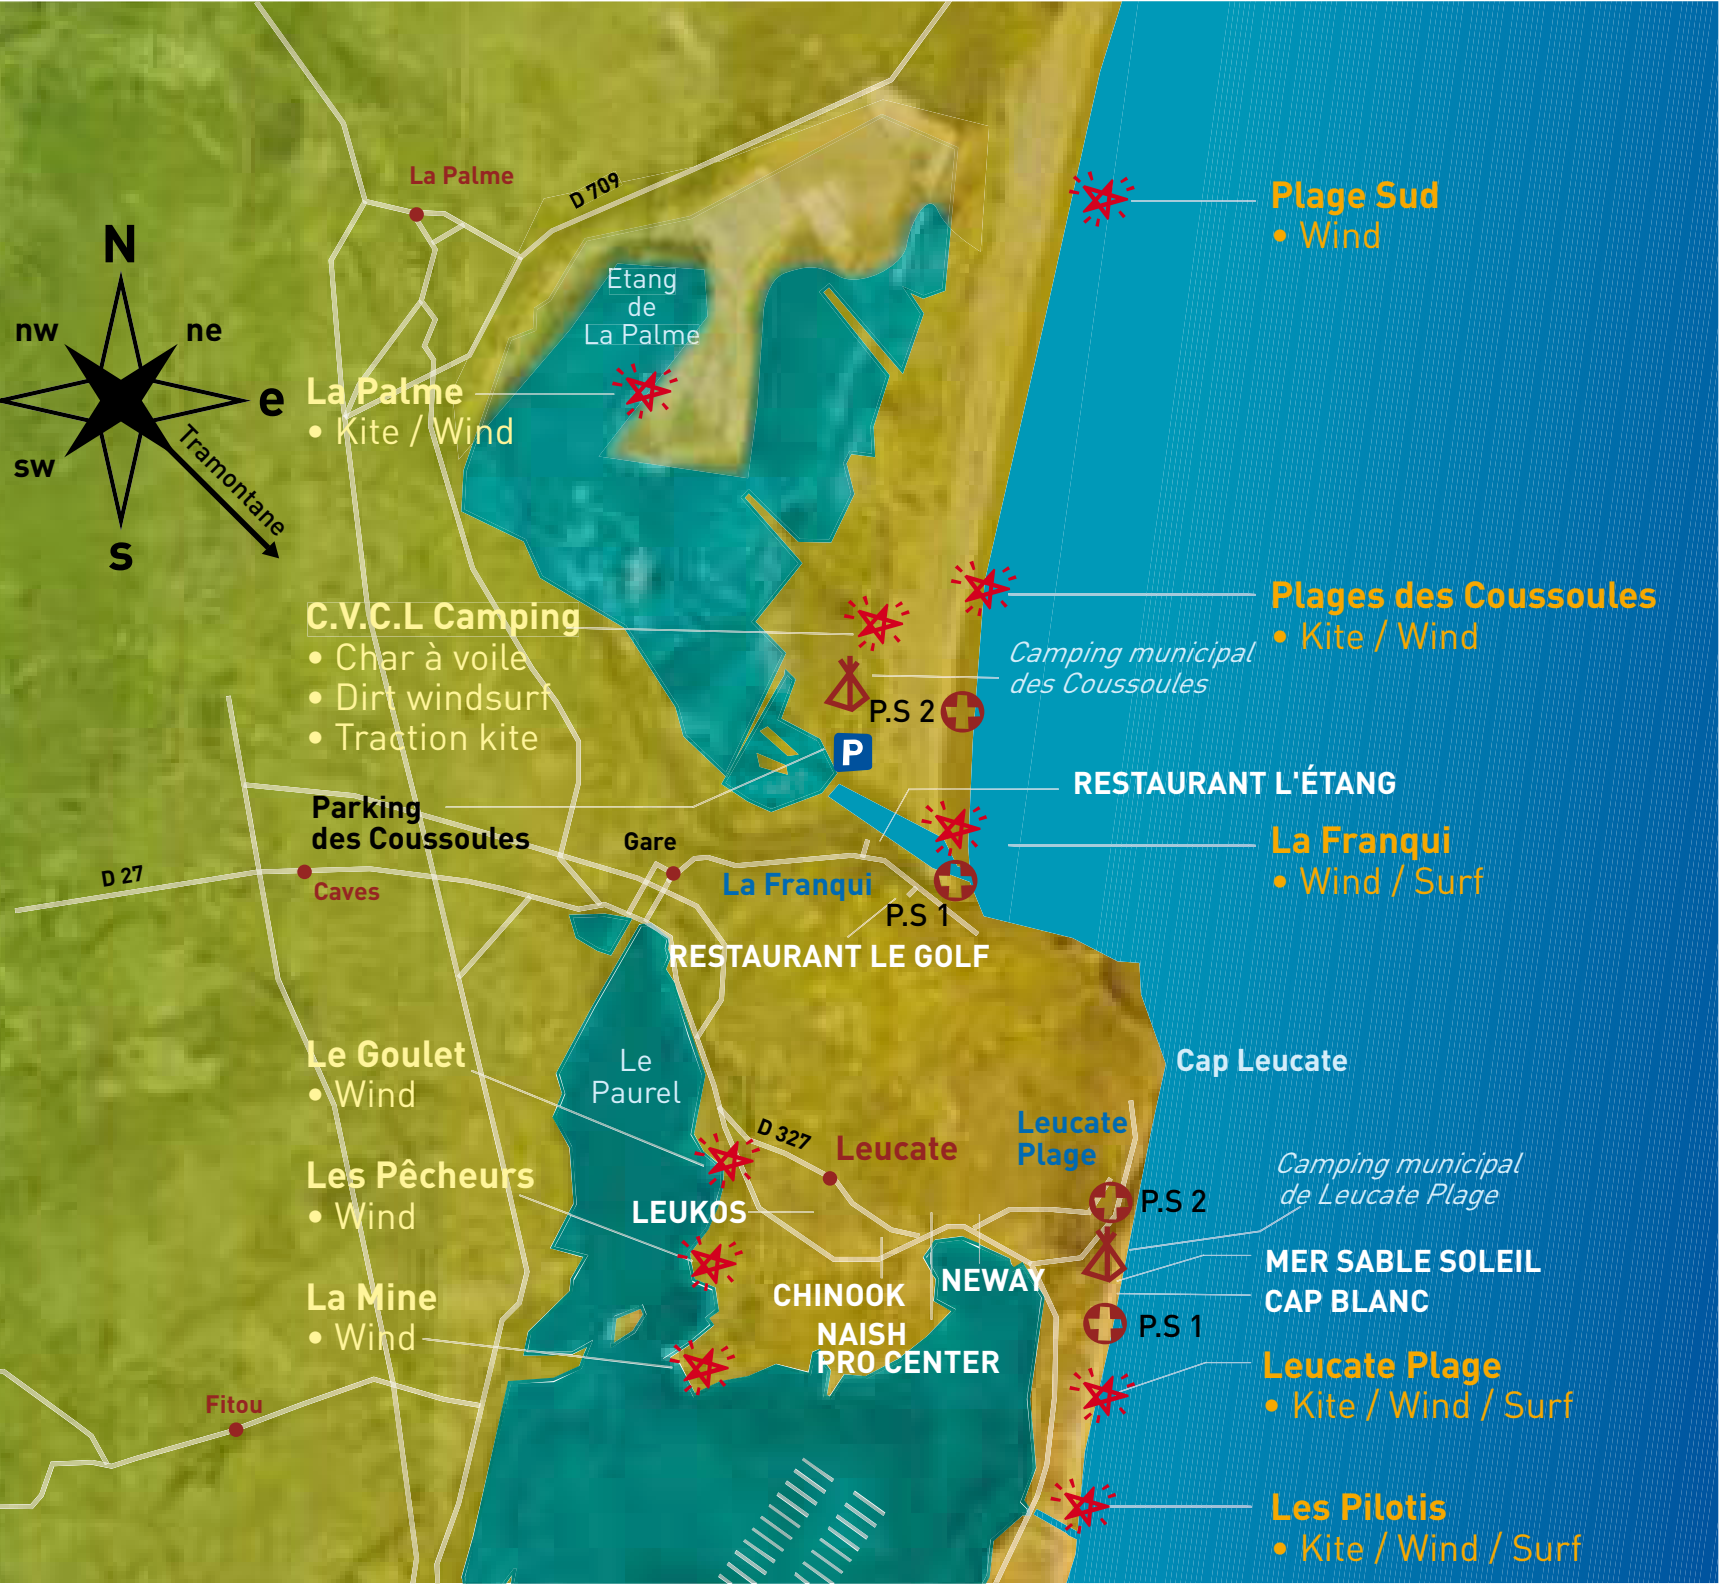 La Palme
D 709
Plage Sud
• Wind
N
nw
ne
e
sw
s
Tramontane
Etang
de
La Palme
La Palme
• Kite / Wind
C.V.C.L Camping
• Char à voile
• Dirt windsurf
• Traction kite
Plages des Coussoules
• Kite / Wind
Camping municipal
des Coussoules
P.S 2
P
RESTAURANT L'ÉTANG
Parking
des Coussoules
Gare
La Franqui
• Wind / Surf
D 27
Caves
La Franqui
P.S 1
RESTAURANT LE GOLF
Le Goulet
• Wind
Le
Paurel
Cap Leucate
D 327
Leucate
Leucate
Plage
Les Pêcheurs
• Wind
LEUKOS
P.S 2
Camping municipal
de Leucate Plage
MER SABLE SOLEIL
CAP BLANC
NEWAY
CHINOOK
NAISH
PRO CENTER
P.S 1
La Mine
• Wind
Leucate Plage
• Kite / Wind / Surf
Fitou
Les Pilotis
• Kite / Wind / Surf